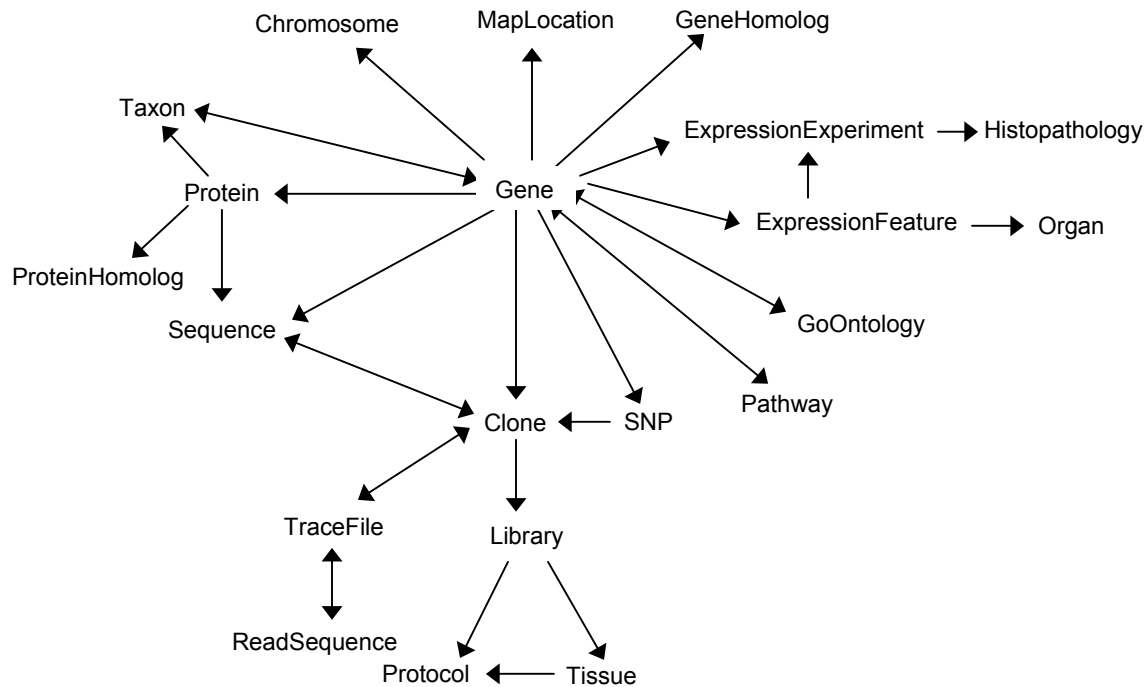 Chromosome
MapLocation
GeneHomolog
Taxon
ExpressionExperiment
Histopathology
Protein
Gene
ExpressionFeature
Organ
ProteinHomolog
Sequence
GoOntology
Pathway
Clone
SNP
TraceFile
Library
ReadSequence
Protocol
Tissue